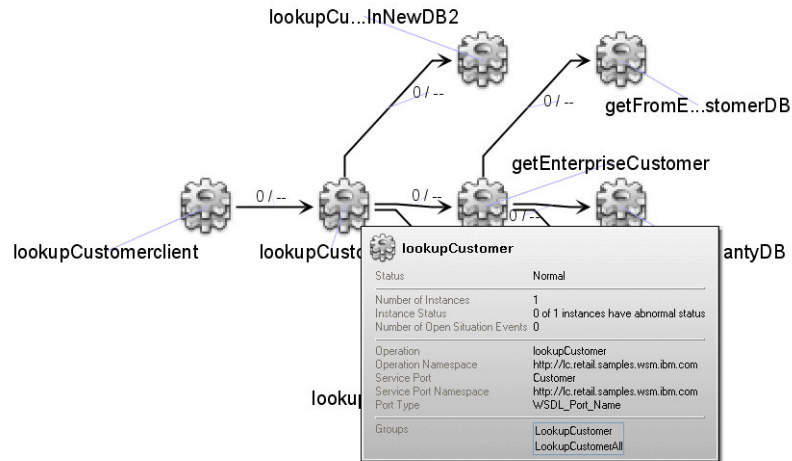 lookupCu...InNewDB2
0 / --
0 / --
getFromE...stomerDB
getEnterpriseCustomer
0 / --
0 / --
0 / --
lookupCustomerclient
lookupCusto
antyDB
lookupCustomer
Status Normal
Number of Instances 1
Instance Status 0 of 1 instances have abnormal status
Number of Open Situation Events 0
Operation lookupCustomer
Operation Namespace http://lc.retail.samples.wsm.ibm.com
Service Port Customer
Service Port Namespace http://lc.retail.samples.wsm.ibm.com
Port Type WSDL_Port_Name
lookup
Groups LookupCustomer
LookupCustomerAll